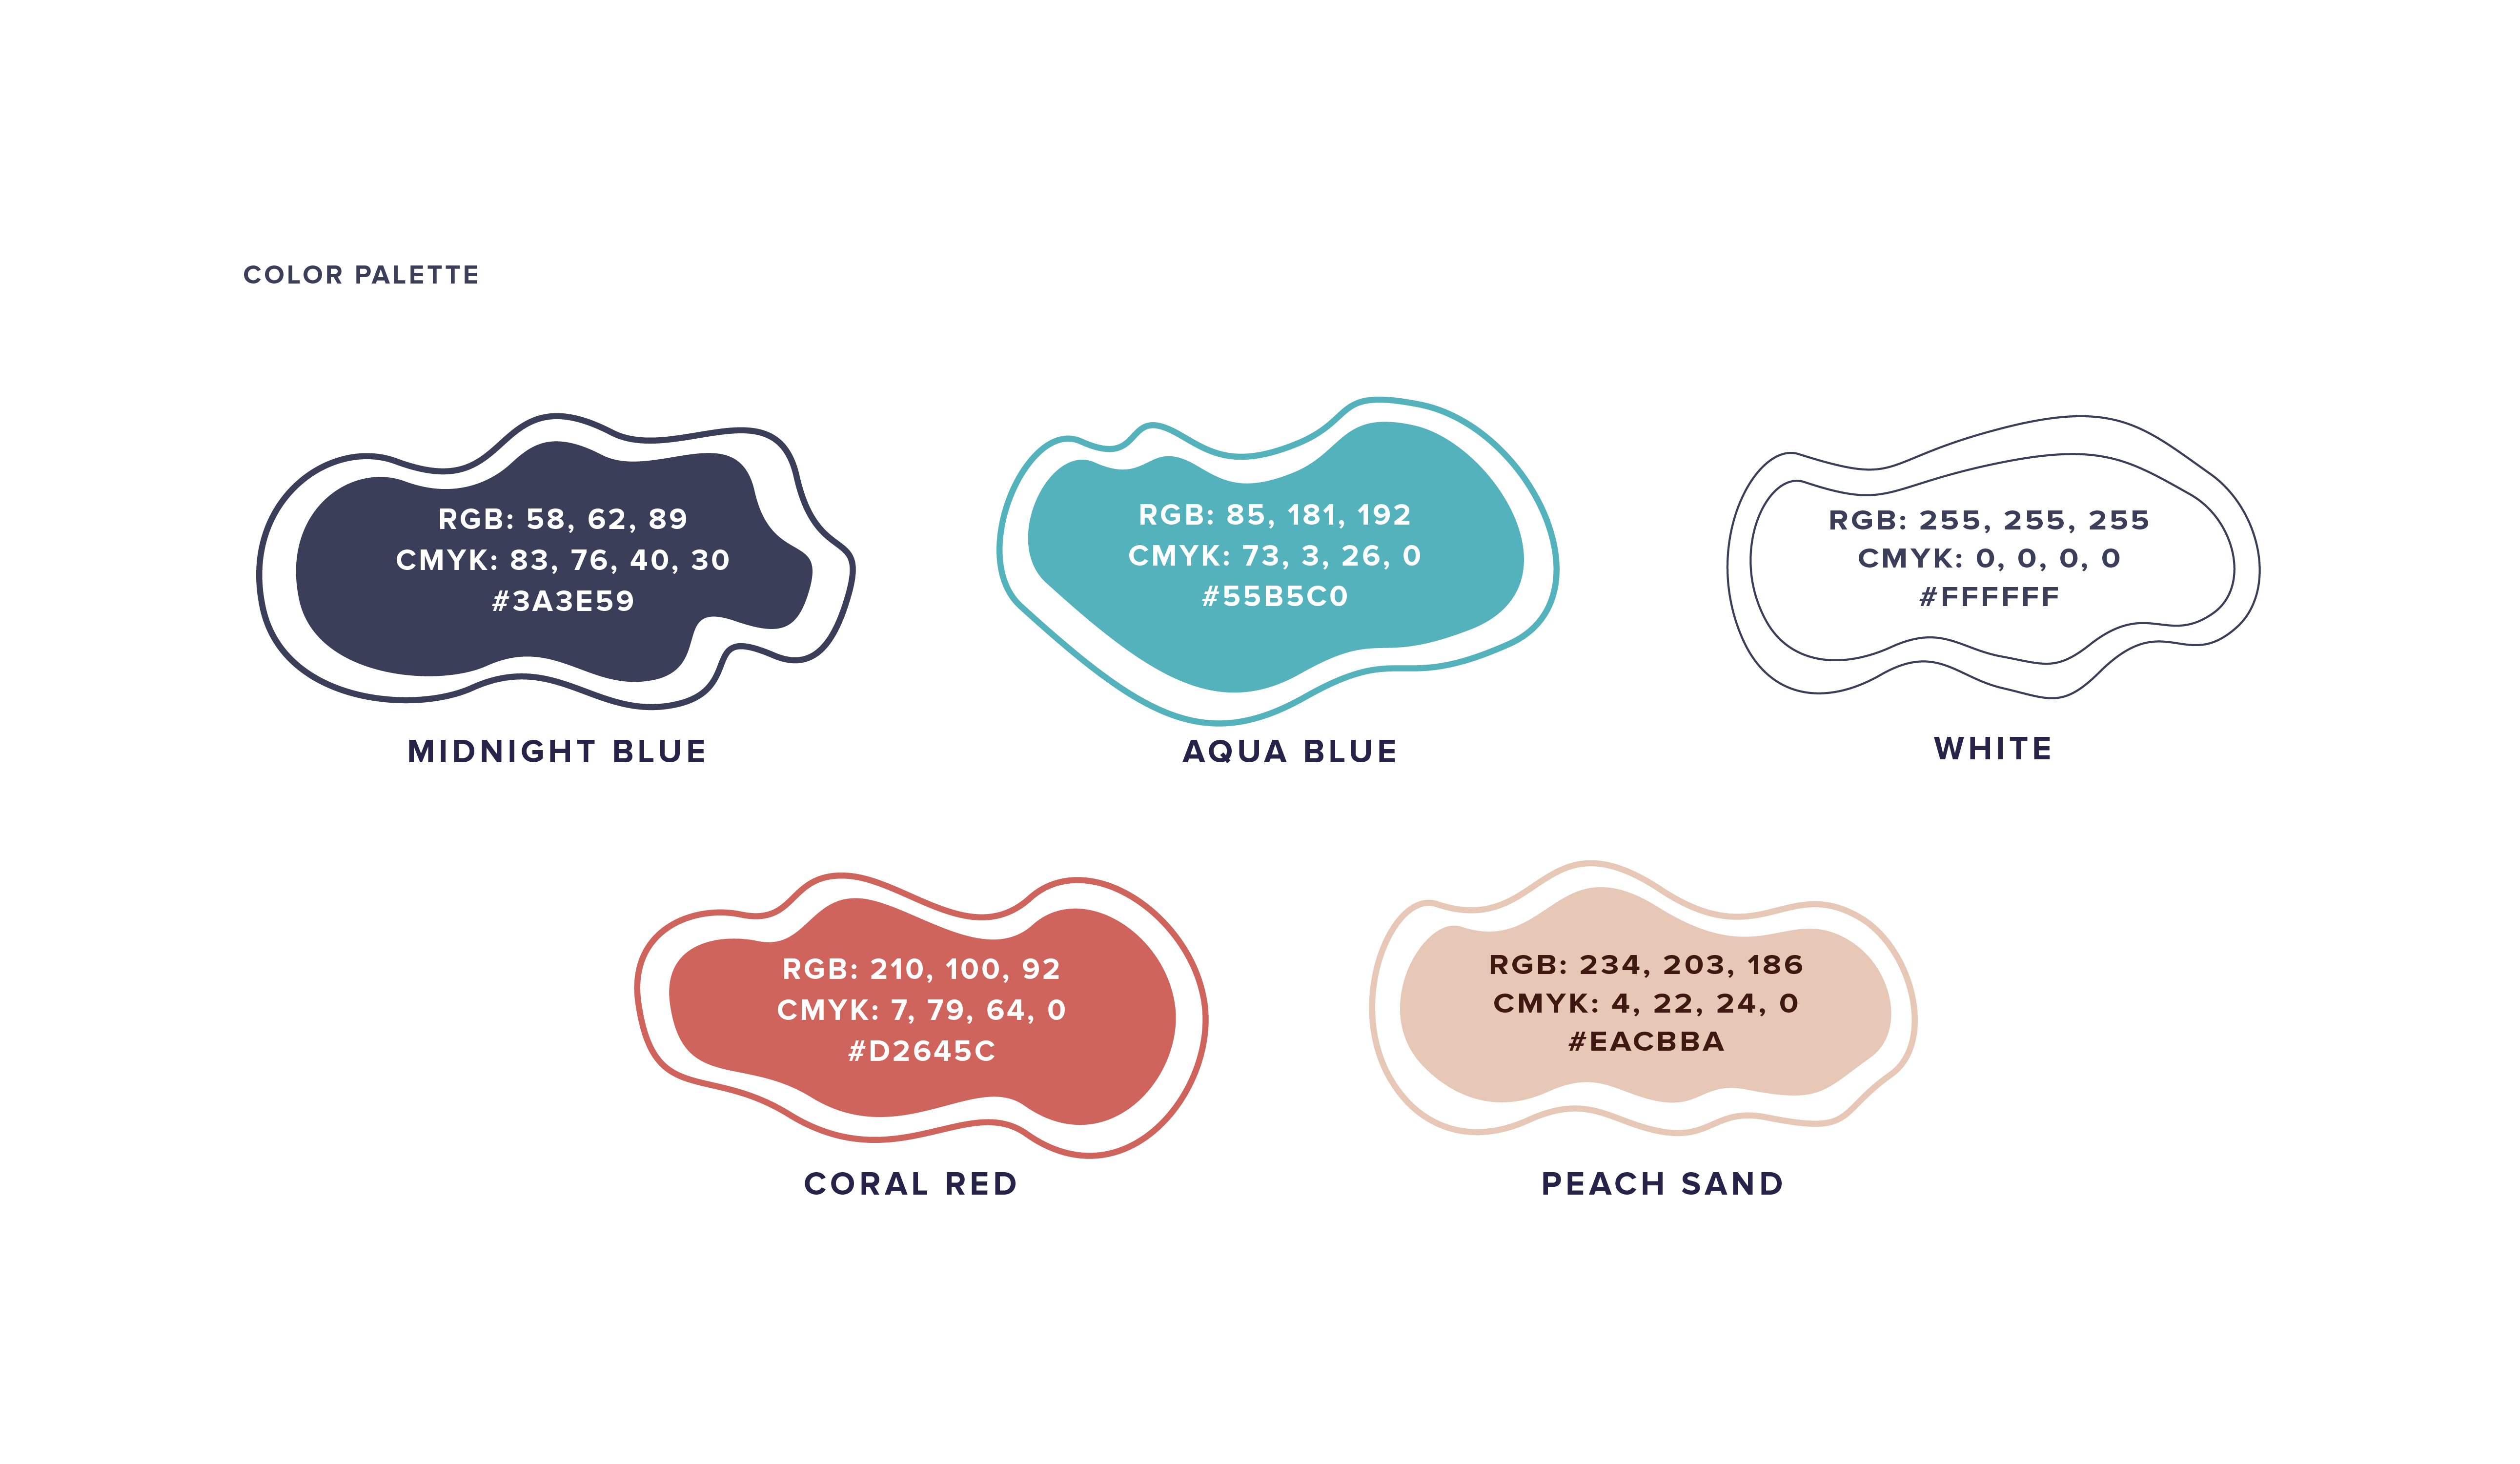 COLOR PALETTE
RGB: 58, 62, 89
CMYK: 83, 76, 40, 30
#3A3E59
MIDNIGHT BLUE
RGB: 85, 181, 192
CMYK: 73, 3, 26, 0
#55B5C0
AQUA BLUE
RGB: 255, 255, 255
CMYK: 0, 0, 0, 0
#FFFFFF
WHITE
RGB: 210, 100, 92
CMYK: 7, 79, 64, 0
#D2645C
CORAL RED
RGB: 234, 203, 186
CMYK: 4, 22, 24, 0
#EACBBA
PEACH SAND